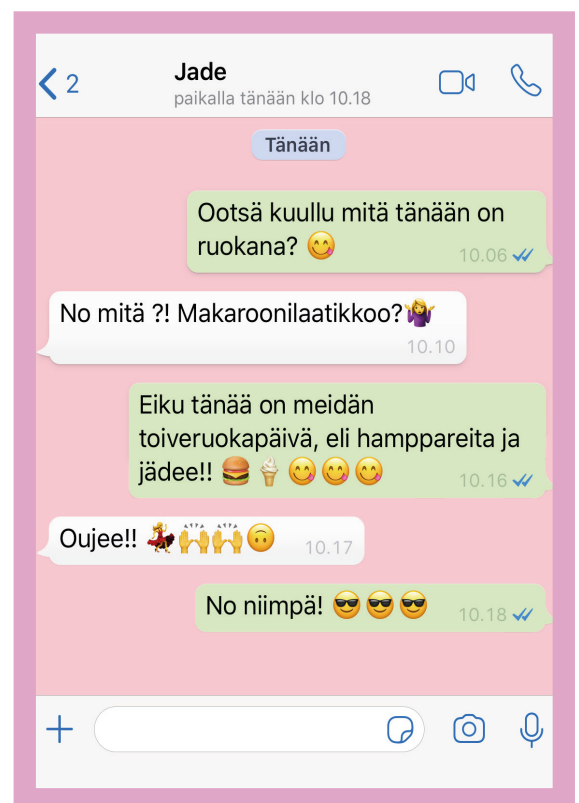 2
Jade
paikalla tänään klo 10.18
Tänään
Ootsä kuullu mitä tänään on
ruokana? 😋
10.06
No mitä ?! Makaroonilaatikkoo?🤷‍♀️
10.10
Eiku tänää on meidän
toiveruokapäivä, eli hamppareita ja
jädee!! 🍔🍦😋😋😋
10.16
Oujee!! 💃🙌🙌🙃 10.17
No niimpä! 😎😎😎 10.18